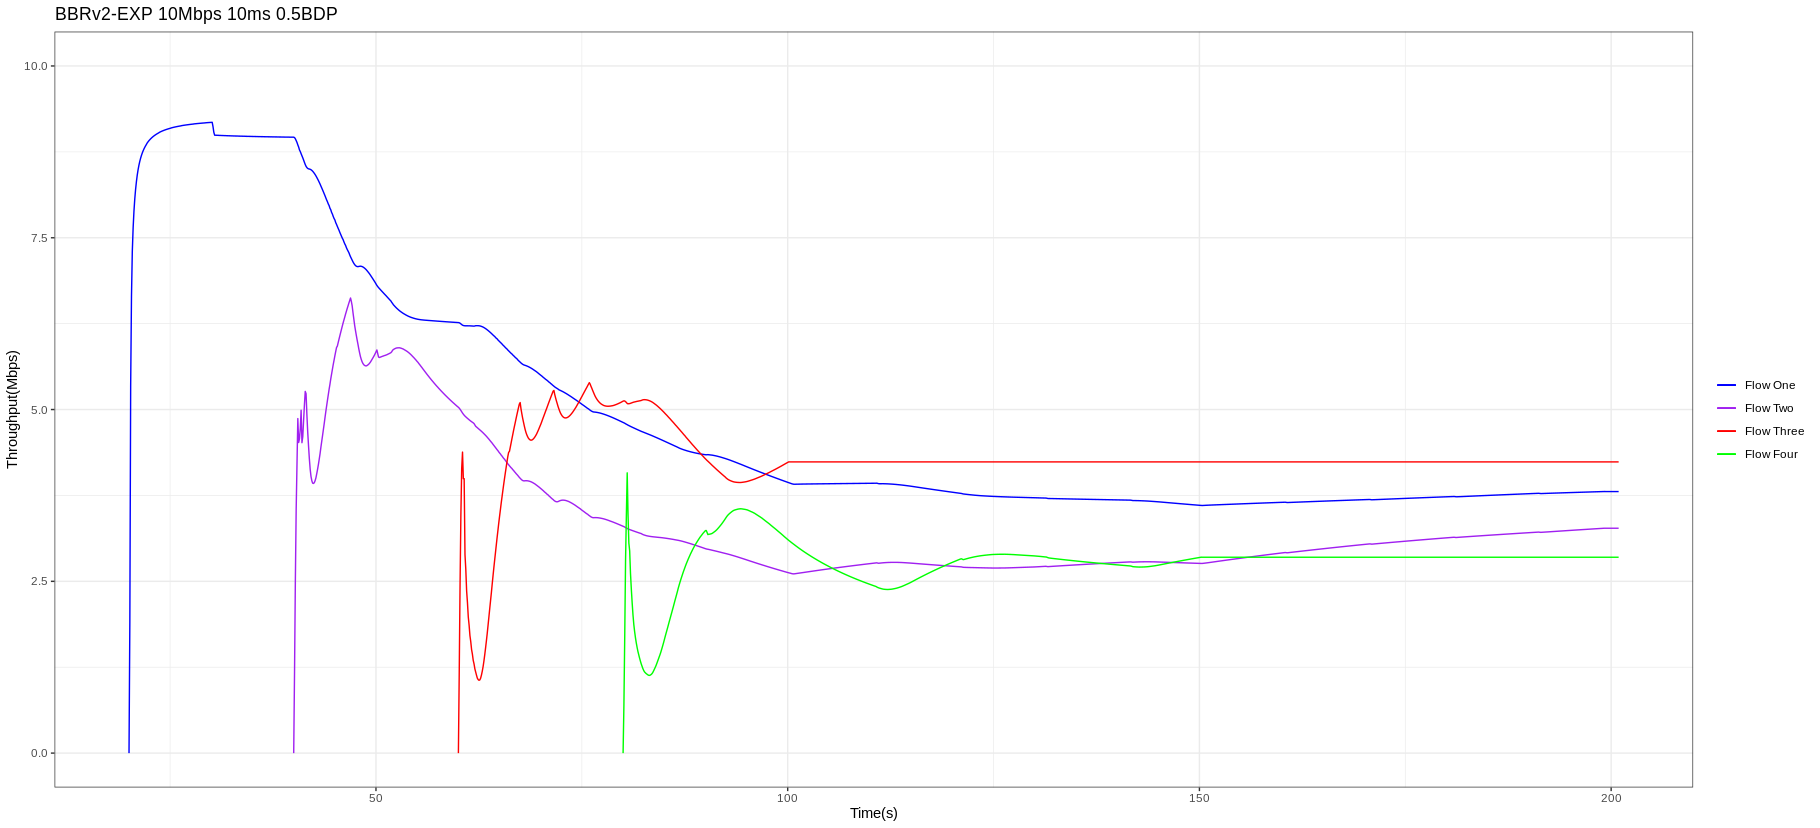 BBRv2-EXP 10Mbps 10ms 0.5BDP
Throughput(Mbps)
10.0
7.5
5.0
2.5
0.0
50
100
150
200
Time(s)
Flow One
Flow Two
Flow Three
Flow Four